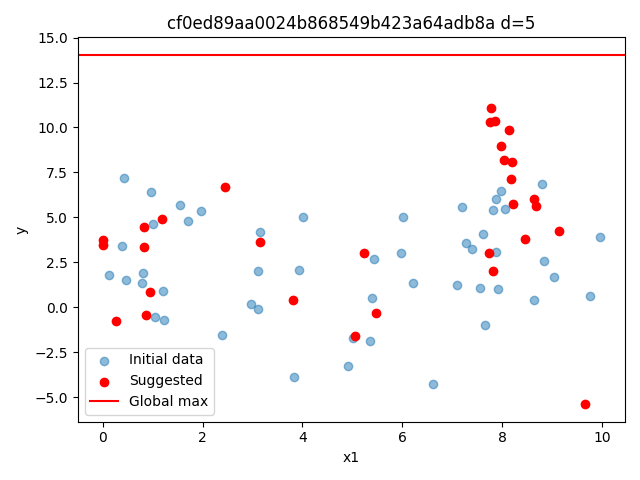 cf0ed89aa0024b868549b423a64adb8a d=5
15.0
12.5
10.0
7.5
5.0
2.5
0.0
−2.5
−5.0
y
Initial data
Suggested
Global max
0 2 4 6 8 10
x1